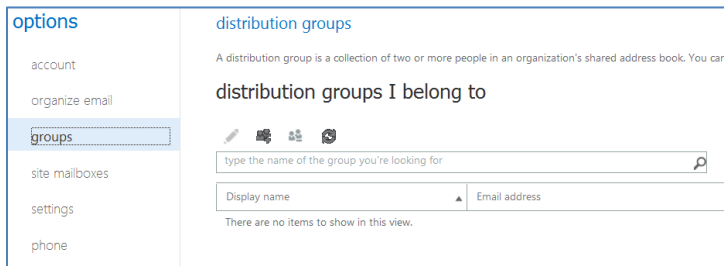 options
account
organize email
groups
site mailboxes
settings
phone
distribution groups
A distribution group is a collection of two or more people in an organization's shared address book. You can
distribution groups I belong to
type the name of the group you're looking for
Display name Email address
There are no items to show in this view.